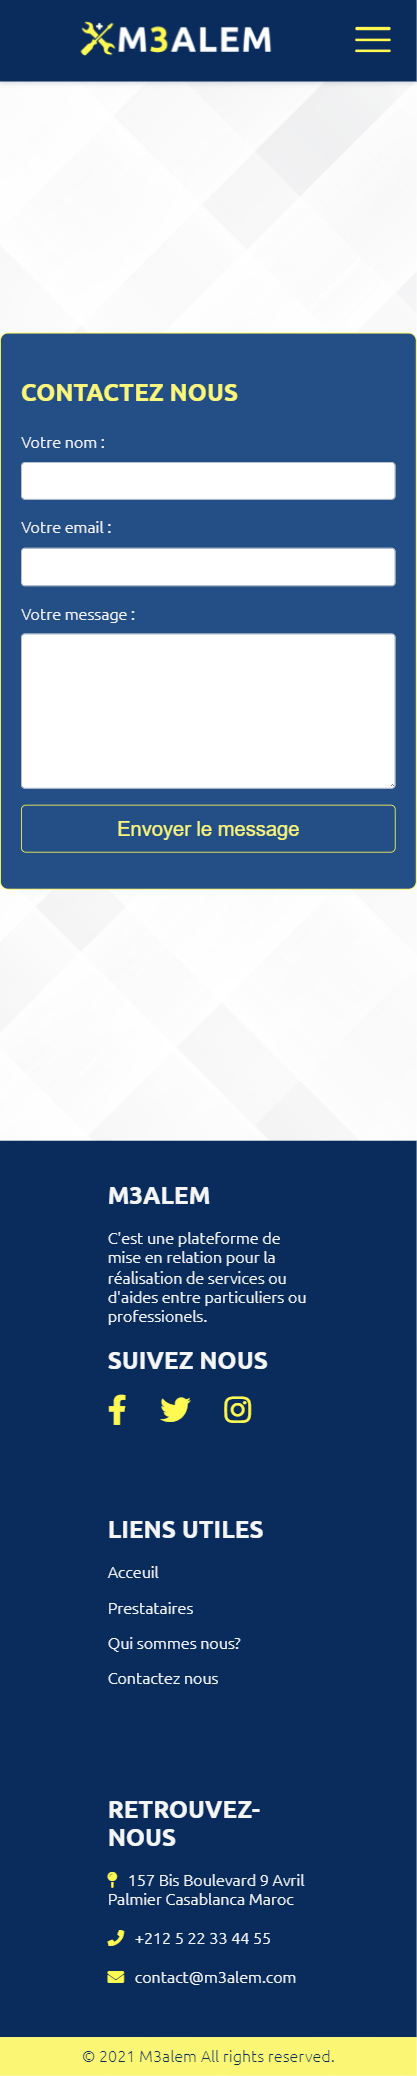 M3ALEM
CONTACTEZ NOUS
Votre nom :
Votre email :
Votre message :
Envoyer le message
M3ALEM
C'est une plateforme de
mise en relation pour la
réalisation de services ou
d'aides entre particuliers ou
professionels.
SUIVEZ NOUS
LIENS UTILES
Acceuil
Prestataires
Qui sommes nous?
Contactez nous
RETROUVEZ-
NOUS
157 Bis Boulevard 9 Avril
Palmier Casablanca Maroc
+212 5 22 33 44 55
contact@m3alem.com
© 2021 M3alem All rights reserved.